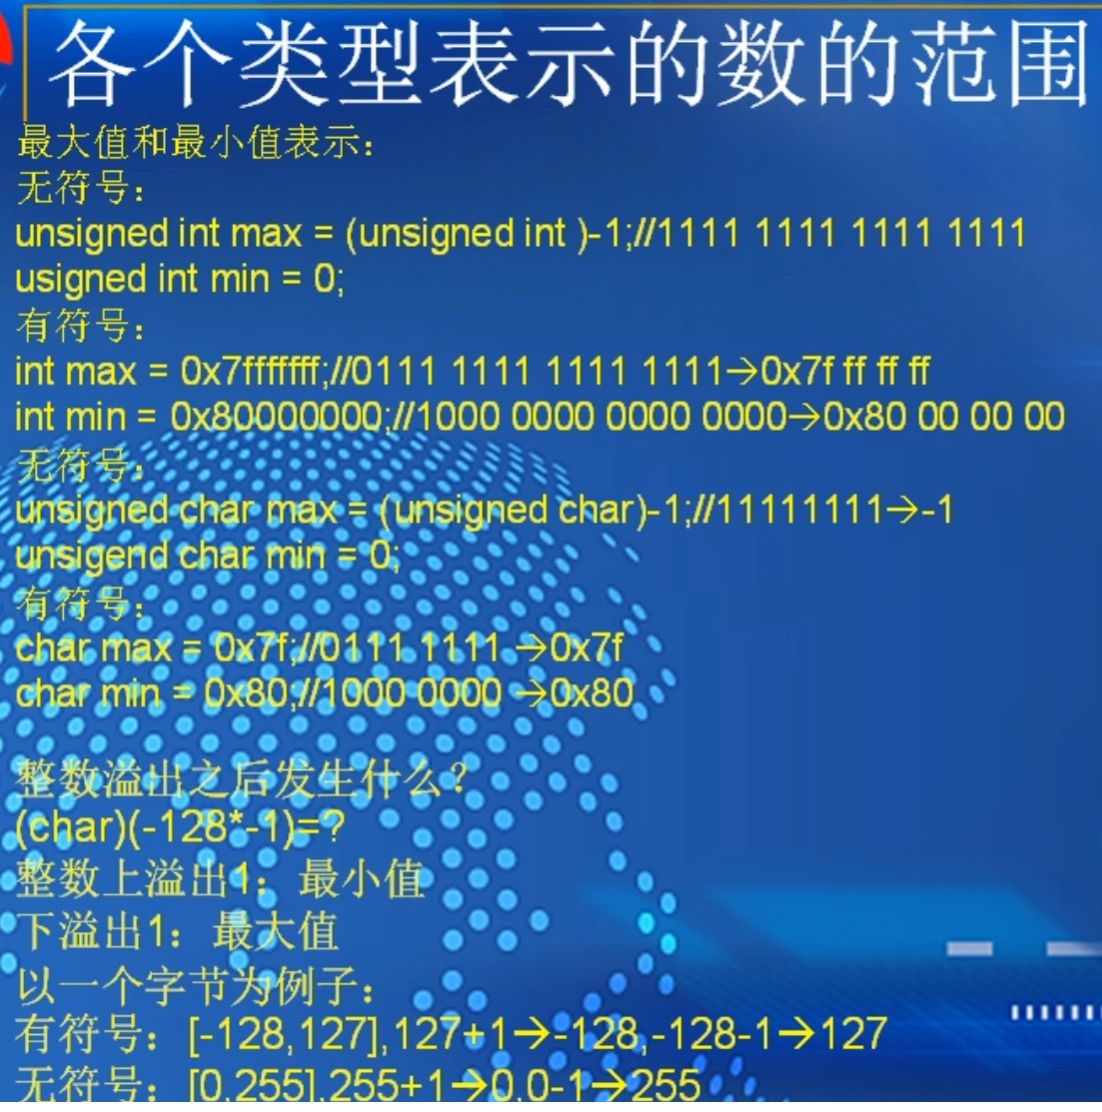 各个类型表示的数的范围
最大值和最小值表示：
无符号：
unsigned int max = (unsigned int )-1;//1111 1111 1111 1111
usigned int min = 0;
有符号：
int max = 0x7fffffff;//0111 1111 1111 1111→0x7f ff ff ff
int min = 0x80000000;//1000 0000 0000 0000→0x80 00 00 00
无符号：
unsigned char max = (unsigned char)-1;//11111111→-1
unsigend char min = 0;
有符号：
char max = 0x7f;//0111 1111 →0x7f
char min = 0x80;//1000 0000 →0x80
整数溢出之后发生什么？
(char)(-128*-1)=?
整数上溢出1：最小值
下溢出1：最大值
以一个字节为例子：
有符号：[-128,127],127+1→-128,-128-1→127
无符号：[0,255],255+1→0,0-1→255